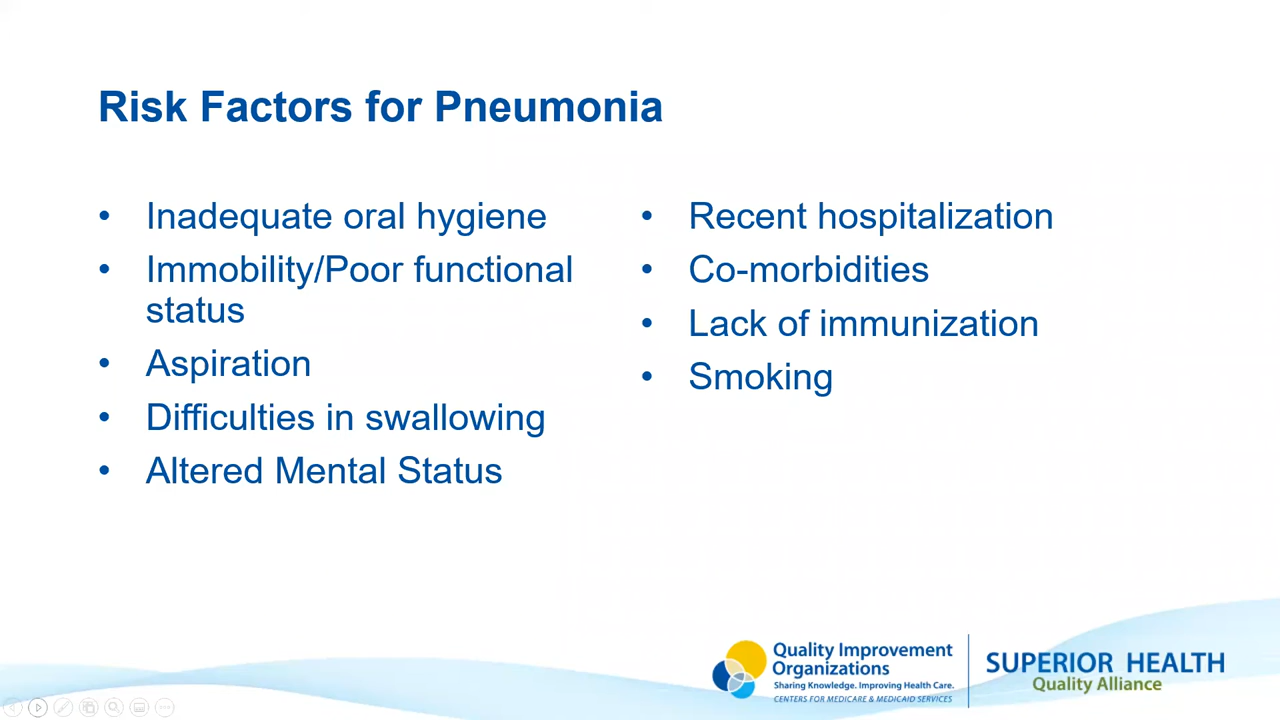 Risk Factors for Pneumonia
• Inadequate oral hygiene
• Immobility/Poor functional
status
• Aspiration
• Difficulties in swallowing
• Altered Mental Status
• Recent hospitalization
• Co-morbidities
• Lack of immunization
• Smoking
Quality Improvement
Organizations
Sharing Knowledge. Improving Health Care.
CENTERS FOR MEDICARE & MEDICAID SERVICES
SUPERIOR HEALTH
Quality Alliance